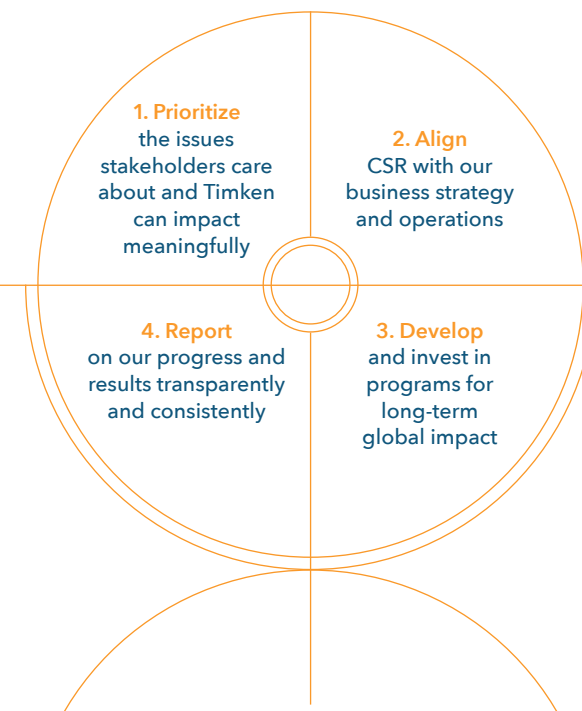 1. Prioritize
the issues
stakeholders care
about and Timken
can impact
meaningfully
2. Align
CSR with our
business strategy
and operations
3. Develop
and invest in
programs for
long-term
global impact
4. Report
on our progress and
results transparently
and consistently